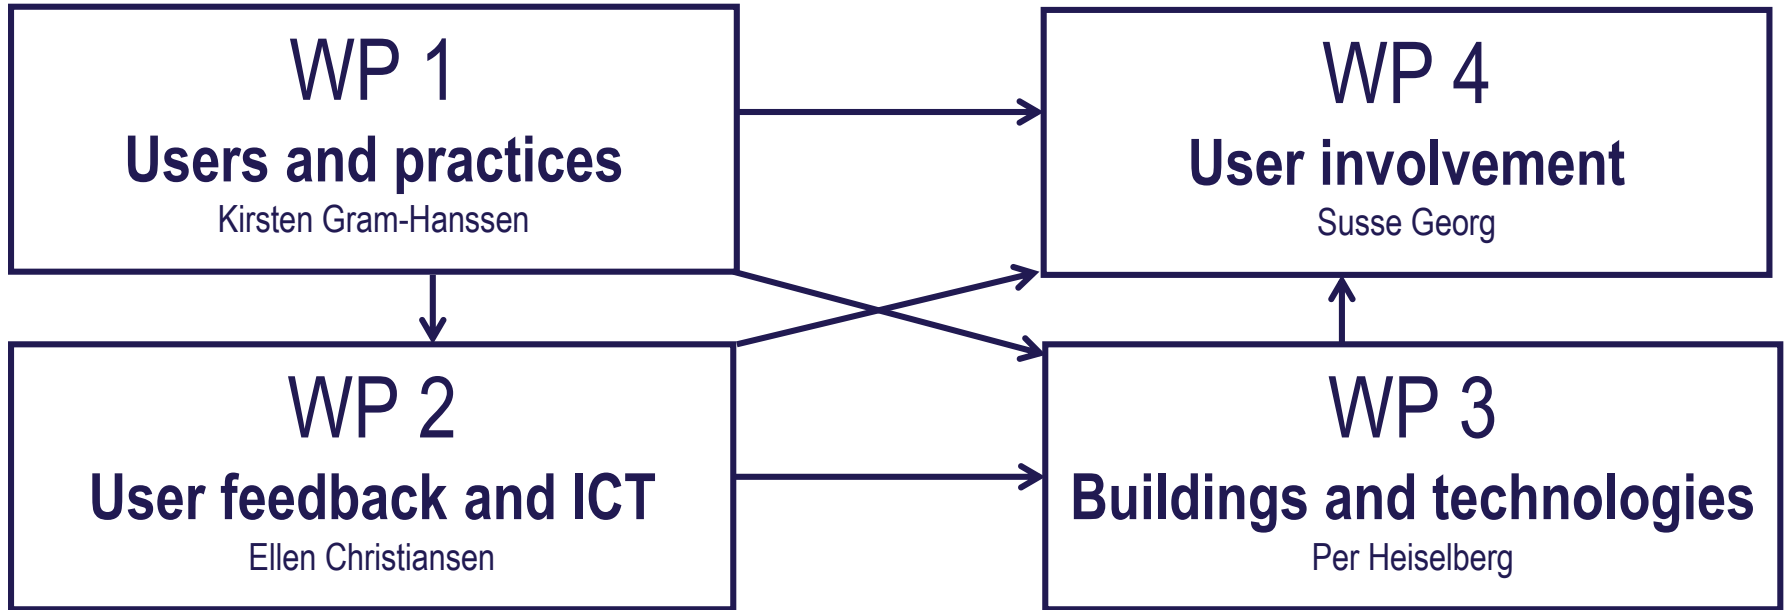 WP 1
Users and practices
Kirsten Gram-Hanssen
WP 4
User involvement
Susse Georg
WP 2
User feedback and ICT
Ellen Christiansen
WP 3
Buildings and technologies
Per Heiselberg